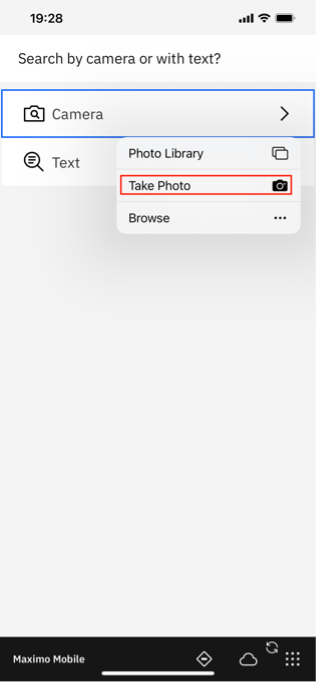 19:28
Search by camera or with text?
Camera
Photo Library
Text
Take Photo
Browse
Maximo Mobile